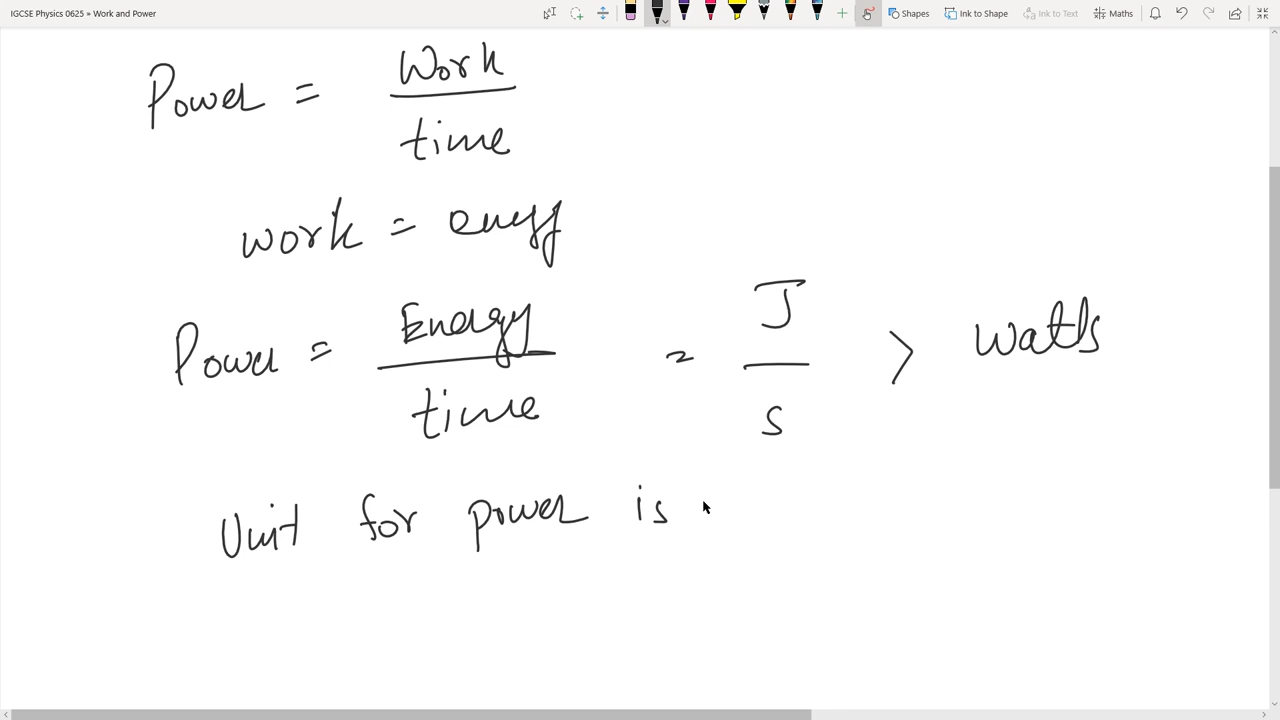 IGCSE Physics 0625 » Work and Power
Shapes Ink to Shape Ink to Text Maths
Power = Work
time
work = energy
Power = Energy = J > watts
time s
Unit for power is